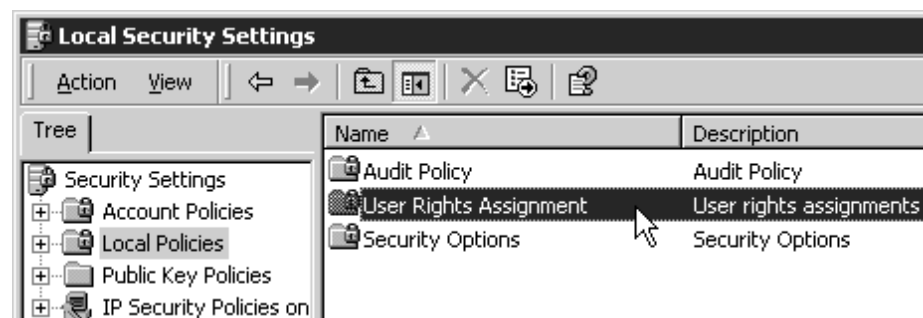 Local Security Settings
Action View
Tree
Name Description
Security Settings
Account Policies
Local Policies
Public Key Policies
IP Security Policies on
Audit Policy Audit Policy
User Rights Assignment User rights assignments
Security Options Security Options